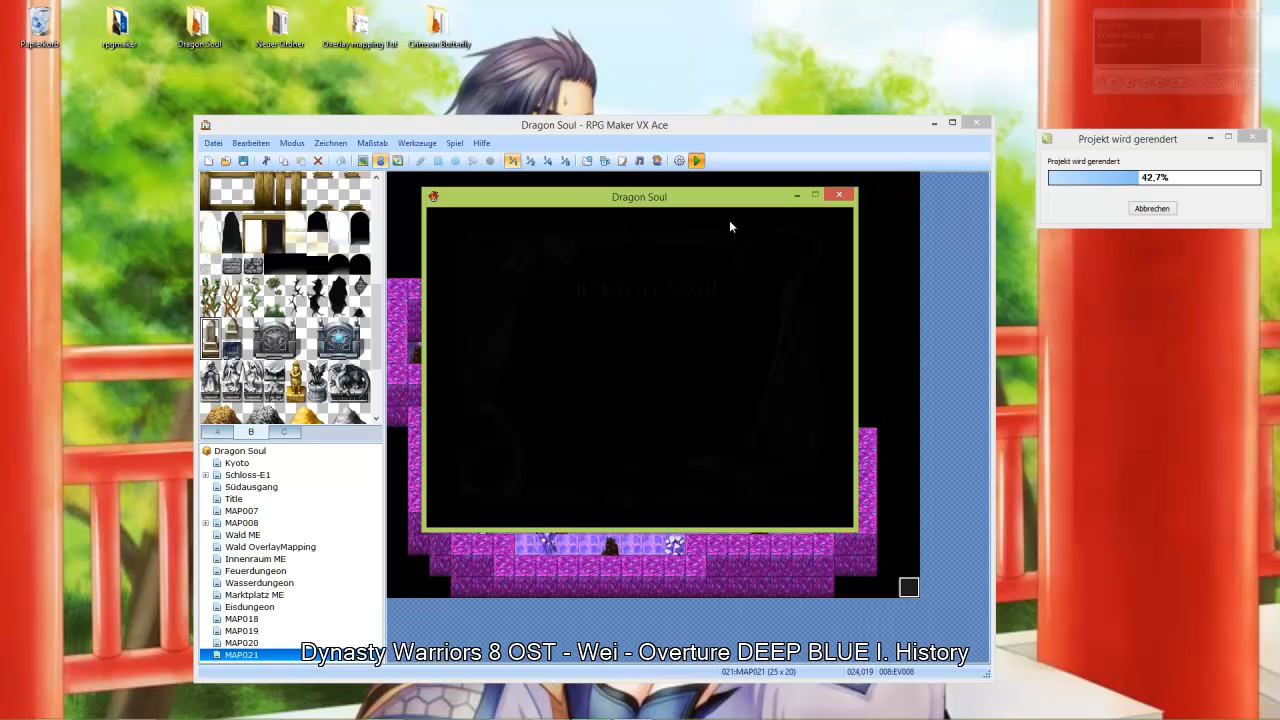 Papierkorb
rpgmaker
Dragon Soul
Neuer Ordner
Overlay mapping Tut
Crimson Butterfly
Dragon Soul - RPG Maker VX Ace
Datei Bearbeiten Modus Zeichnen Maßstab Werkzeuge Spiel Hilfe
Projekt wird gerendert
Projekt wird gerendert
42,7%
Abbrechen
Dragon Soul
Dragon Soul
A B C
Dragon Soul
Kyoto
Schloss-E1
Südausgang
Title
MAP007
MAP008
Wald ME
Wald OverlayMapping
Innenraum ME
Feuerdungeon
Wasserdungeon
Marktplatz ME
Eisdungeon
MAP018
MAP019
MAP020
MAP021
Dynasty Warriors 8 OST - Wei - Overture DEEP BLUE I. History
021:MAP021 (25 x 20) 024,019 008:EV008